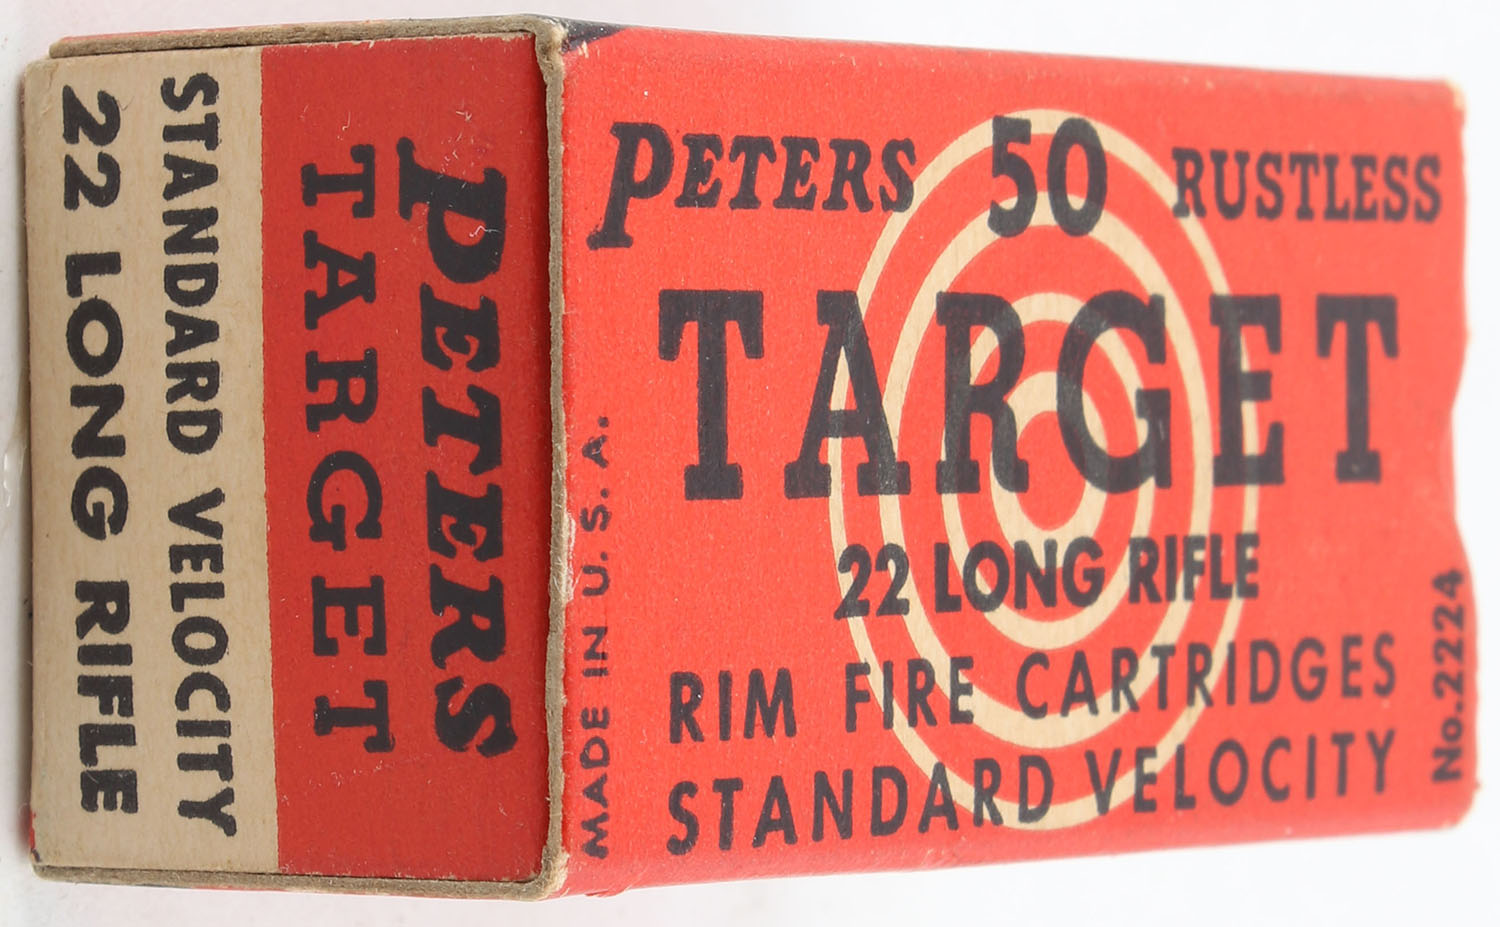 PETERS 50 RUSTLESS
TARGET
22 LONG RIFLE
RIM FIRE CARTRIDGES
STANDARD VELOCITY
MADE IN U.S.A.
No.2224
PETERS
TARGET
STANDARD VELOCITY
22 LONG RIFLE